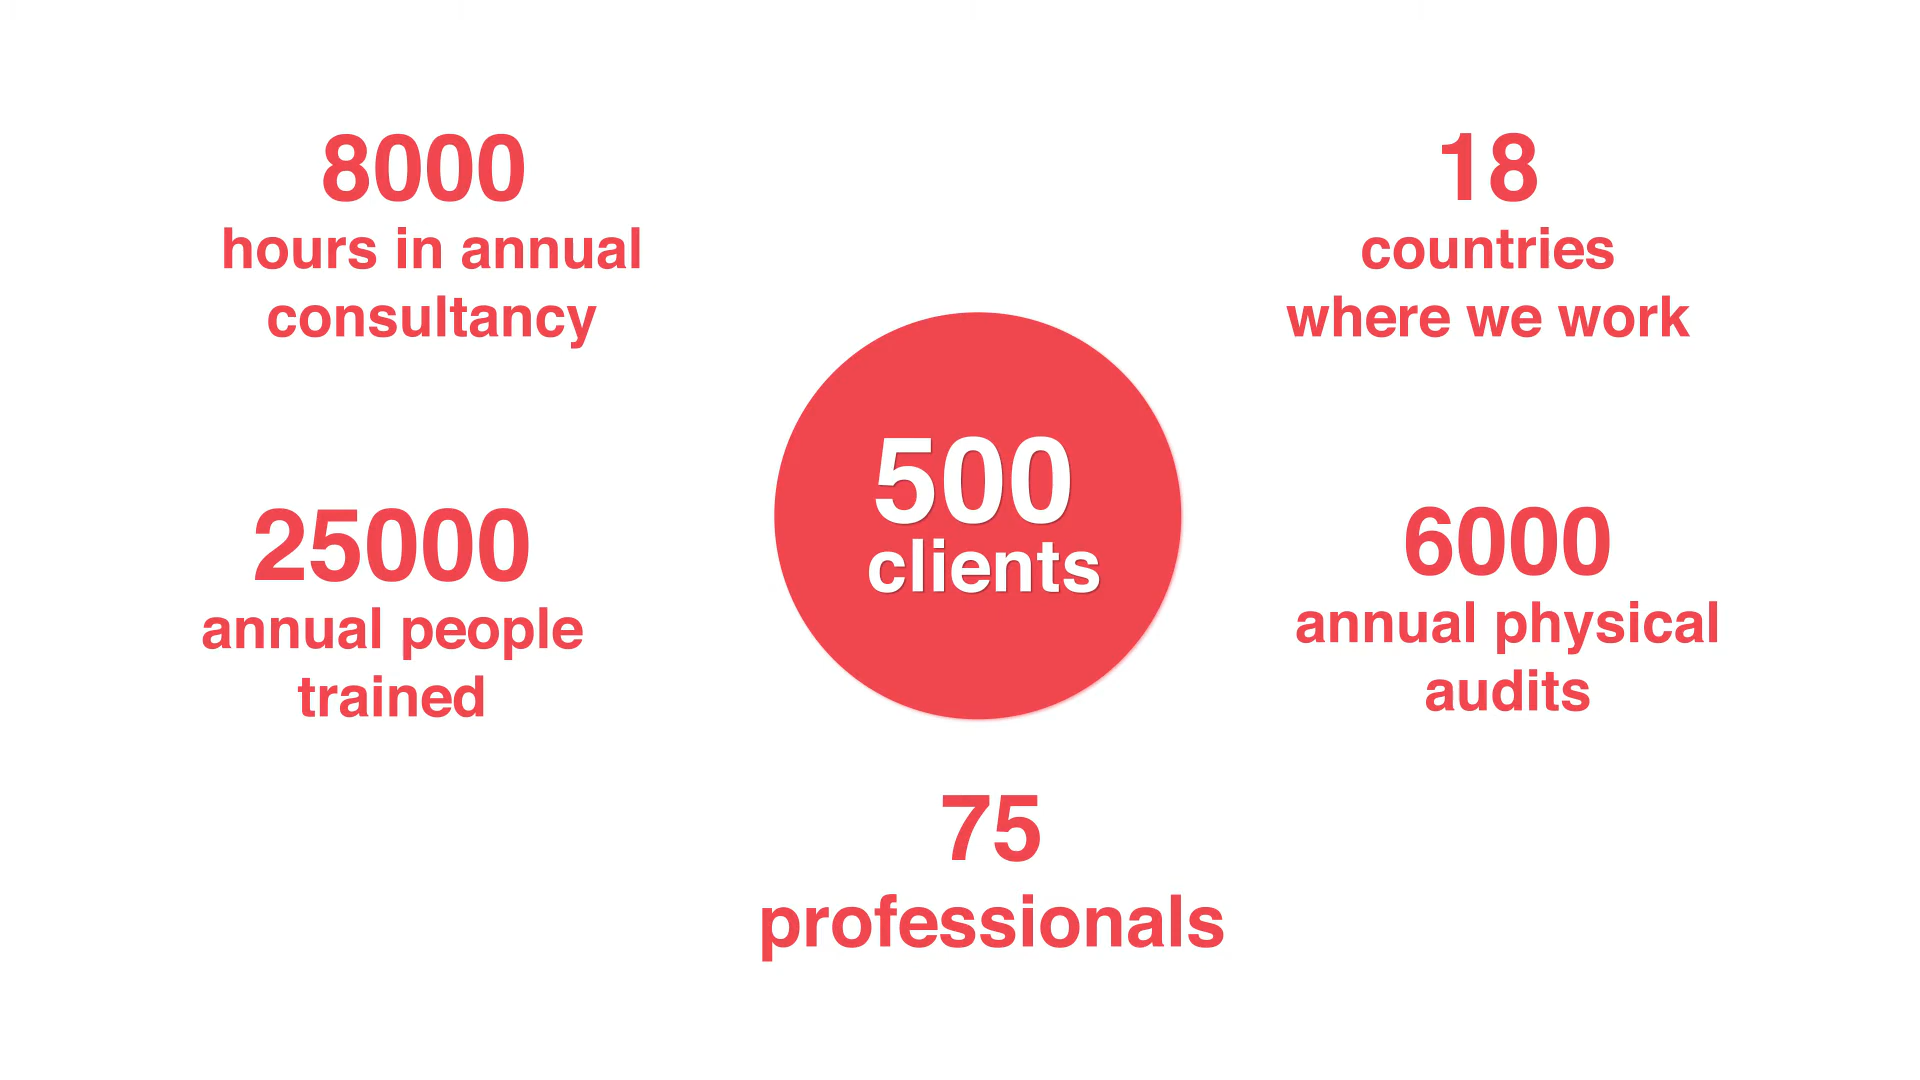 8000
hours in annual
consultancy
18
countries
where we work
500
clients
25000
annual people
trained
6000
annual physical
audits
75
professionals